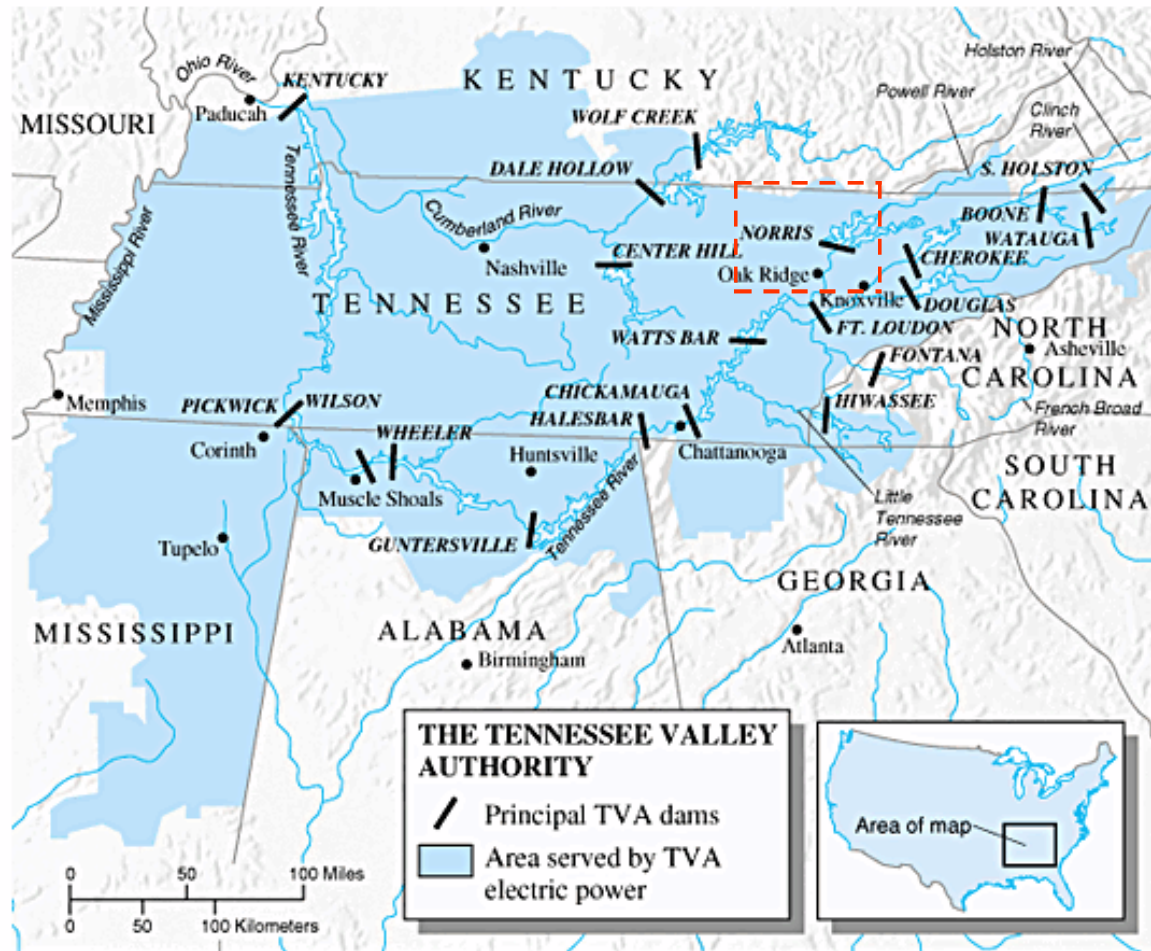 Ohio River
KENTUCKY
Paducah
MISSOURI
KENTUCKY
WOLF CREEK
Holston River
Powell River
Clinch
River
DALE HOLLOW
S. HOLSTON
Tennessee River
Cumberland River
BOONE
WATAUGA
NORRIS
CENTER HILL
CHEROKEE
Nashville
Oak Ridge
Knoxville
DOUGLAS
Mississippi River
TENNESSEE
FT. LOUDON
NORTH
CAROLINA
Asheville
WATTS BAR
FONTANA
Memphis
PICKWICK
WILSON
CHICKAMAUGA
HALESBAR
HIWASSEE
French Broad
River
Corinth
WHEELER
Huntsville
Chattanooga
SOUTH
CAROLINA
Muscle Shoals
Tennessee River
Little
Tennessee
River
Tupelo
GUNTERSVILLE
GEORGIA
MISSISSIPPI
ALABAMA
Birmingham
Atlanta
THE TENNESSEE VALLEY
AUTHORITY
Principal TVA dams
Area served by TVA
electric power
Area of map
0 50 100 Miles
0 50 100 Kilometers